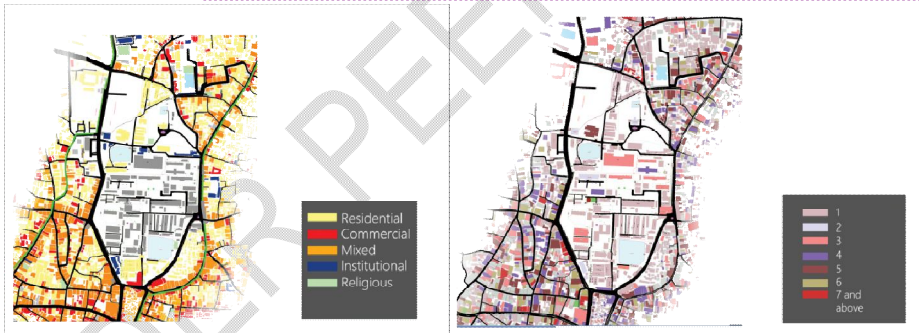 Residential
Commercial
Mixed
Institutional
Religious
1
2
3
4
5
6
7 and
above